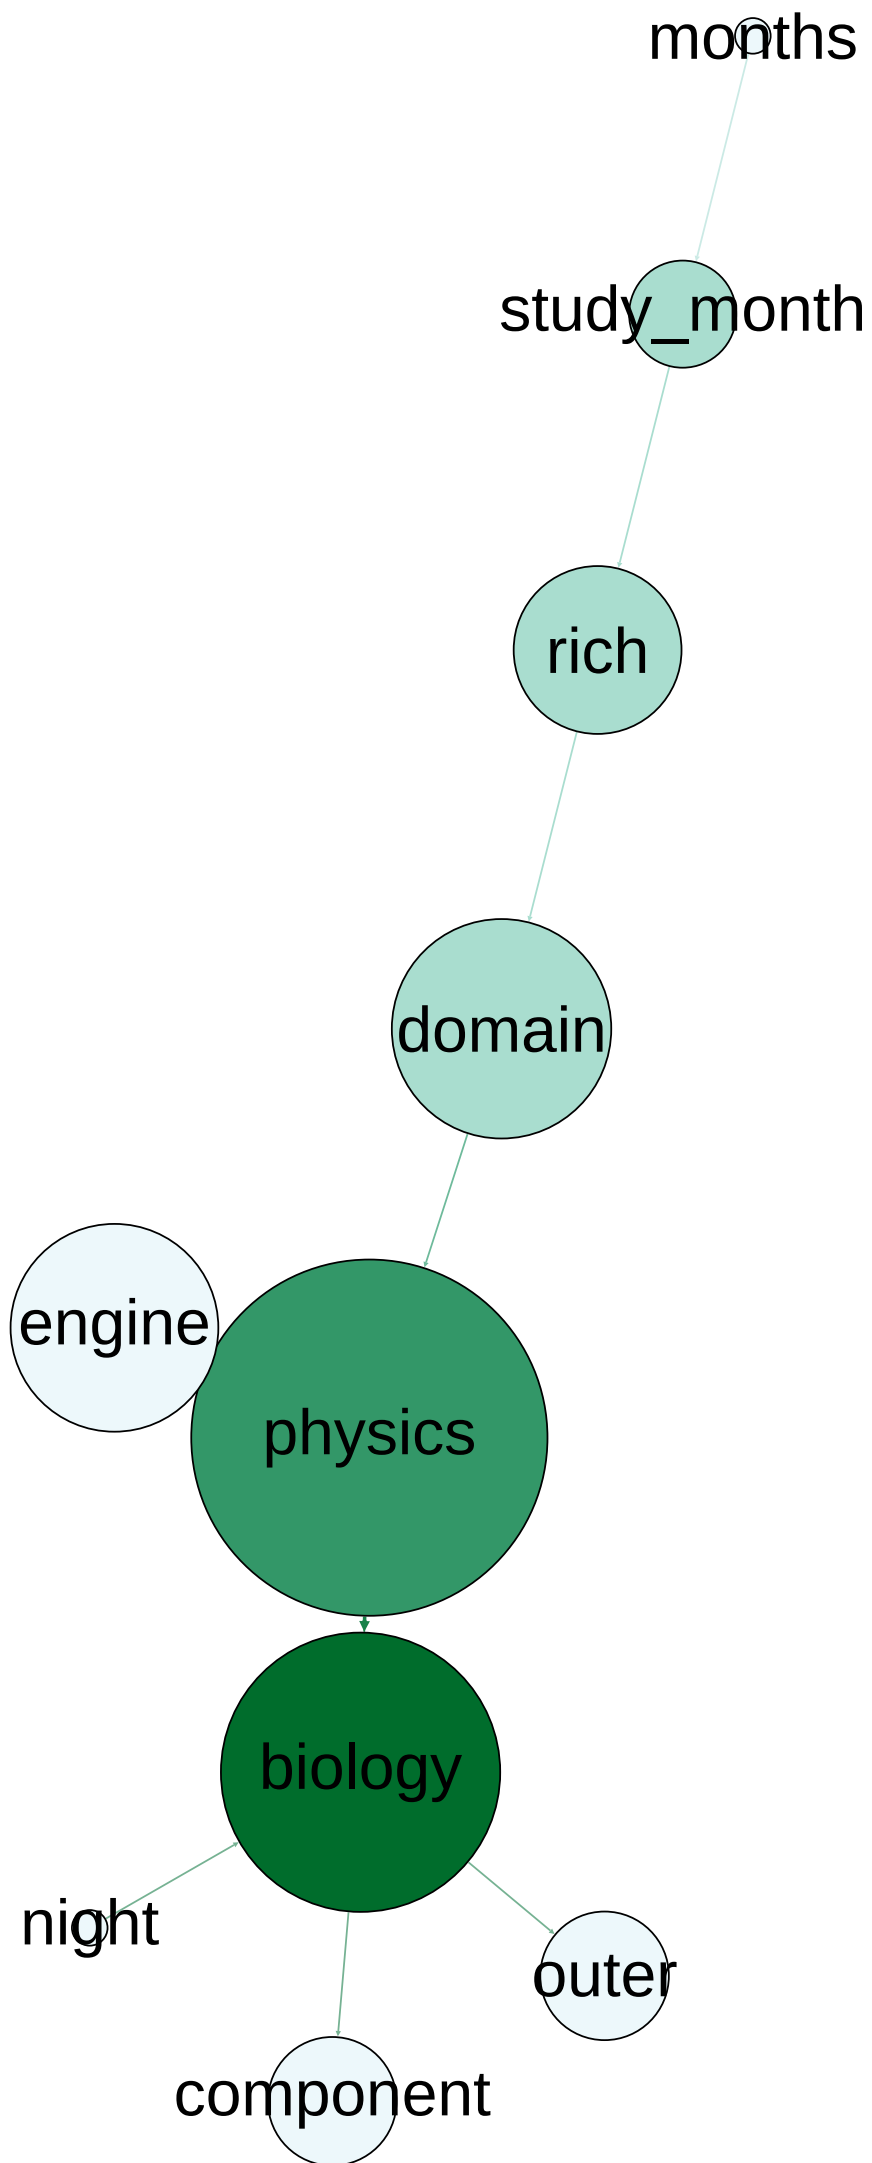 months
study_month
rich
domain
engine
physics
biology
night
outer
component